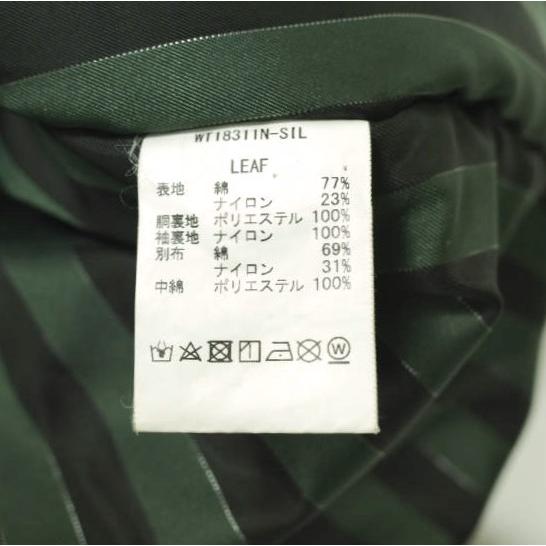 WT18311N-SIL
LEAF
表地 綿 77%
ナイロン 23%
胴裏地 ポリエステル 100%
袖裏地 ナイロン 100%
別布 綿 69%
ナイロン 31%
中綿 ポリエステル 100%
W